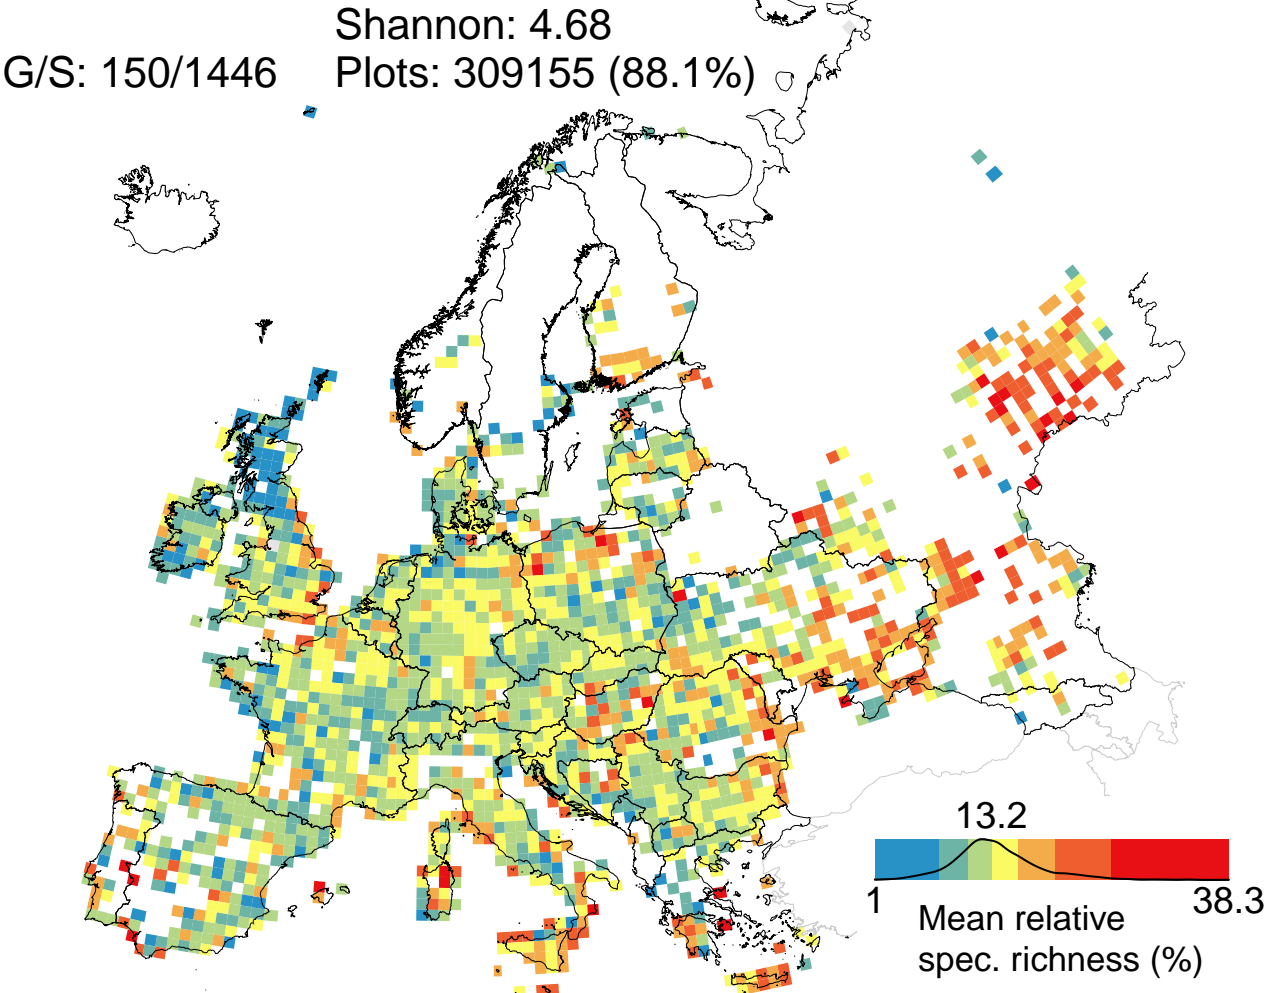 Shannon: 4.68
G/S: 150/1446 Plots: 309155 (88.1%)
13.2
1 38.3
Mean relative
spec. richness (%)